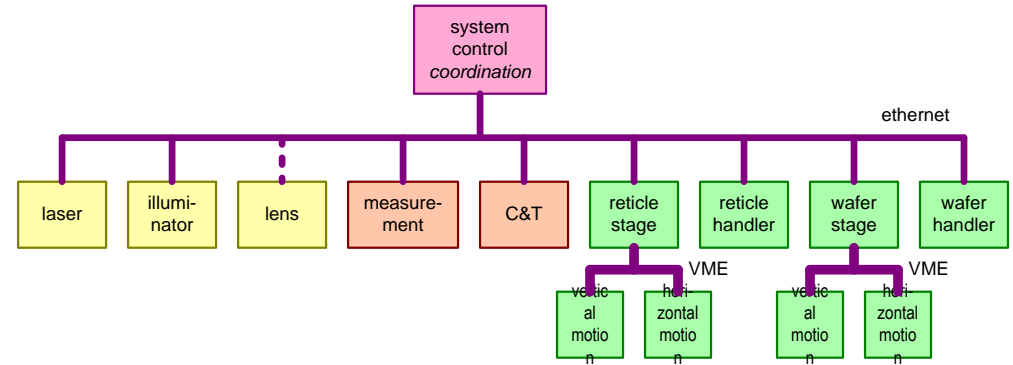 system
control
coordination
ethernet
laser
illumi-
nator
lens
measure-
ment
C&T
reticle
stage
reticle
handler
wafer
stage
wafer
handler
VME
VME
vertic
al
motio
n
hori-
zontal
motio
n
vertic
al
motio
n
hori-
zontal
motio
n